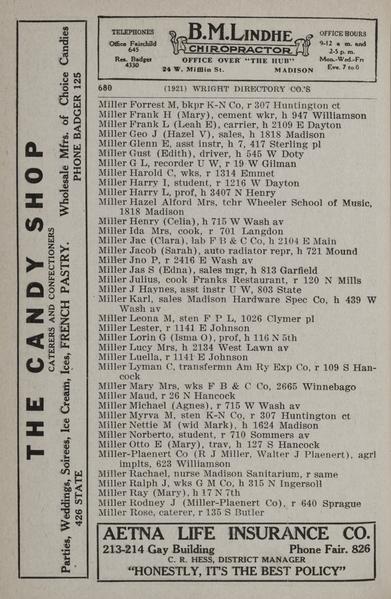 THE CANDY SHOP
CATERERS AND CONFECTIONERS
Parties, Weddings, Soirees, Ice Cream, Ices, FRENCH PASTRY. Wholesale Mfrs. of Choice Candies
426 STATE PHONE BADGER 125
TELEPHONES
Office Fairchild
645
Res. Badger
4330
B.M. LINDHE
CHIROPRACTOR
OFFICE OVER "THE HUB"
24 W. Mifflin St. MADISON
OFFICE HOURS
9-12 a m. and
2-5 p. m.
Mon.-Wed.-Fri
Eve. 7 to 8
680 (1921) WRIGHT DIRECTORY CO.'S
Miller Forrest M, bkpr K-N Co, r 307 Huntington ct
Miller Frank H (Mary), cement wkr, h 947 Williamson
Miller Frank L (Leah E), carrier, h 2109 E Dayton
Miller Geo J (Hazel V), sales, h 1818 Madison
Miller Glenn E, asst instr, h 7, 417 Sterling pl
Miller Gust (Edith), driver, h 545 W Doty
Miller G L, recorder U W, r 19 W Gilman
Miller Harold C, wks, r 1314 Emmet
Miller Harry I, student, r 1216 W Dayton
Miller Harry L, prof, h 3407 N Henry
Miller Hazel Alford Mrs, tchr Wheeler School of Music,
1818 Madison
Miller Henry (Celia), h 715 W Wash av
Miller Ida Mrs, cook, r 701 Langdon
Miller Jac (Clara), lab F B & C Co, h 2104 E Main
Miller Jacob (Sarah), auto radiator repr, h 721 Mound
Miller Jno P, r 2416 E Wash av
Miller Jas S (Edna), sales mgr, h 813 Garfield
Miller Julius, cook Franks Restaurant, r 120 N Mills
Miller J Haynes, asst instr U W, 803 State
Miller Karl, sales Madison Hardware Spec Co, h 439 W
Wash av
Miller Leona M, sten F P L, 1026 Clymer pl
Miller Lester, r 1141 E Johnson
Miller Lorin G (Isma O), prof, h 116 N 5th
Miller Lucy Mrs, h 2134 West Lawn av
Miller Luella, r 1141 E Johnson
Miller Lyman C, transfermn Am Ry Exp Co, r 109 S Han-
cock
Miller Mary Mrs, wks F B & C Co, 2665 Winnebago
Miller Maud, r 26 N Hancock
Miller Michael (Agnes), r 715 W Wash av
Miller Myrva M, sten K-N Co, r 307 Huntington ct
Miller Nettie M (wid Mark), h 1624 Madison
Miller Norberto, student, r 710 Sommers av
Miller Otto E (Mary), trav, h 127 S Hancock
Miller-Plaenert Co (R J Miller, Walter J Plaenert), agrl
implts, 623 Williamson
Miller Rachael, nurse Madison Sanitarium, r same
Miller Ralph J, wks G M Co, h 315 N Ingersoll
Miller Ray (Mary), h 17 N 7th
Miller Rodney J (Miller-Plaenert Co), r 640 Sprague
Miller Rose, caterer, r 135 S Butler
AETNA LIFE INSURANCE CO.
213-214 Gay Building Phone Fair. 826
C. R. HESS, DISTRICT MANAGER
"HONESTLY, IT'S THE BEST POLICY"